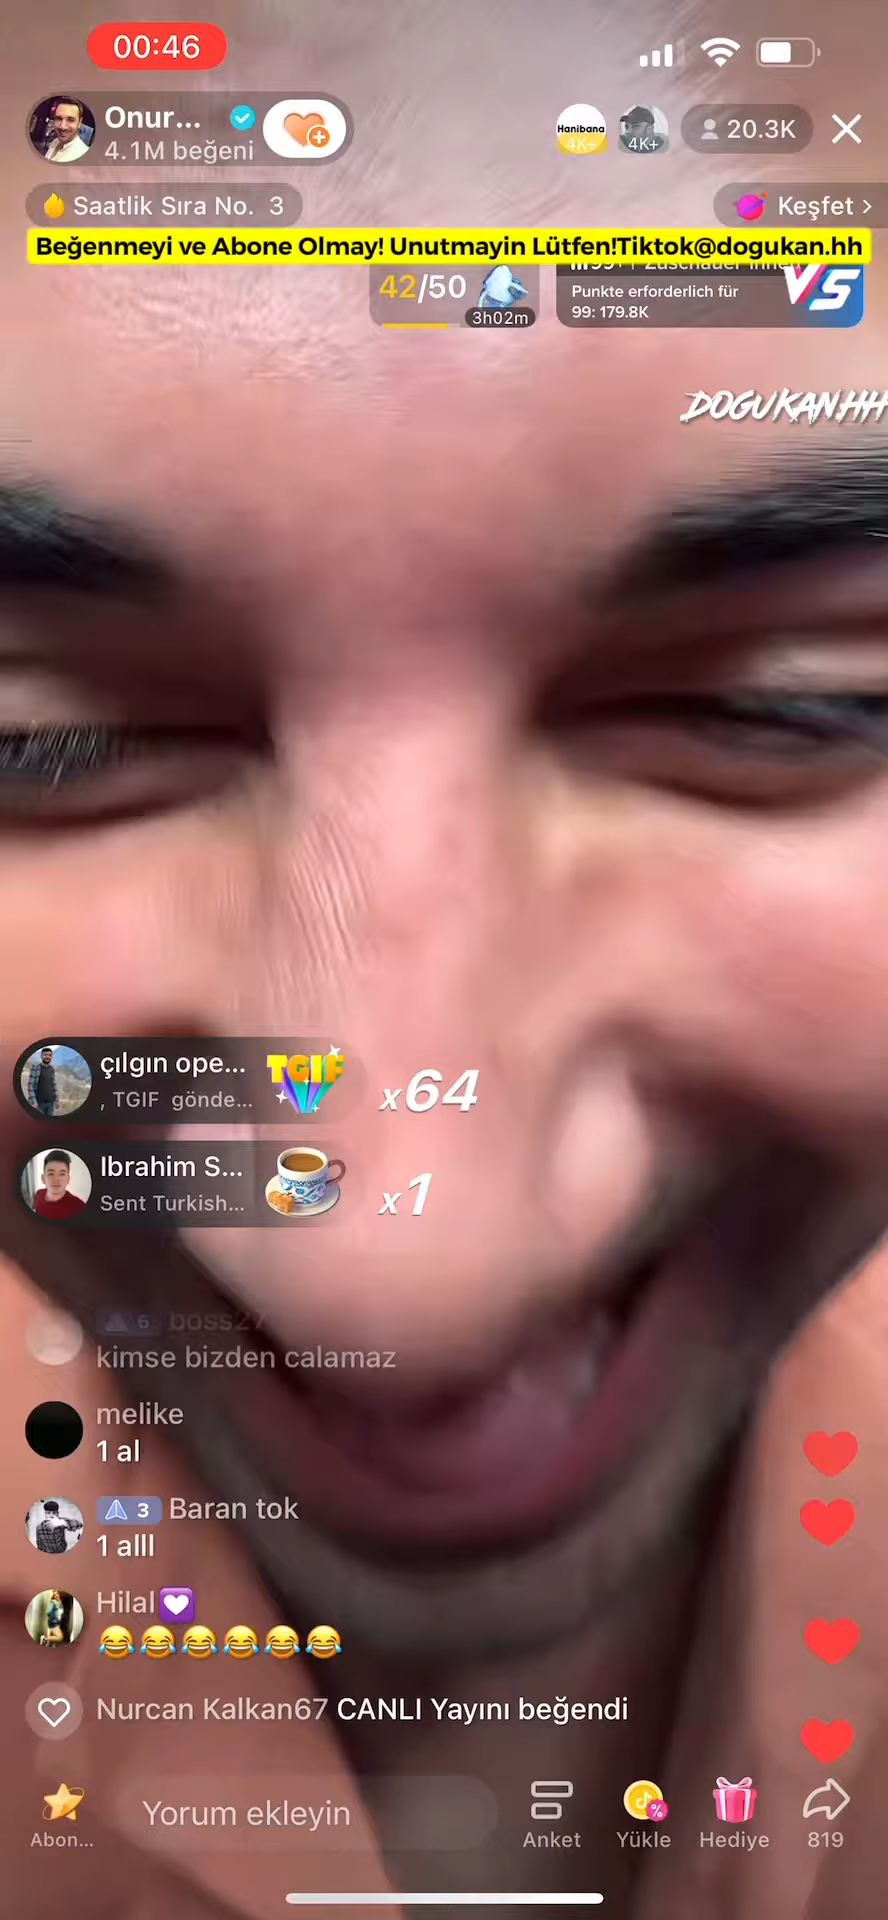 00:46
Onur...
4.1M beğeni
Hanibana
4K+
4K+
20.3K
Saatlik Sıra No. 3
Keşfet >
Beğenmeyi ve Abone Olmay! Unutmayin Lütfen!Tiktok@dogukan.hh
42/50
3h02m
Punkte erforderlich für
99: 179.8K
VS
DOGUKAN.HH
çılgın ope...
TGIF
, TGIF gönde...
x64
Ibrahim S...
Sent Turkish...
x1
6 boss27
kimse bizden calamaz
melike
1 al
3 Baran tok
1 alll
Hilal
Nurcan Kalkan67 CANLI Yayını beğendi
Abon...
Yorum ekleyin
Anket
Yükle
Hediye
819